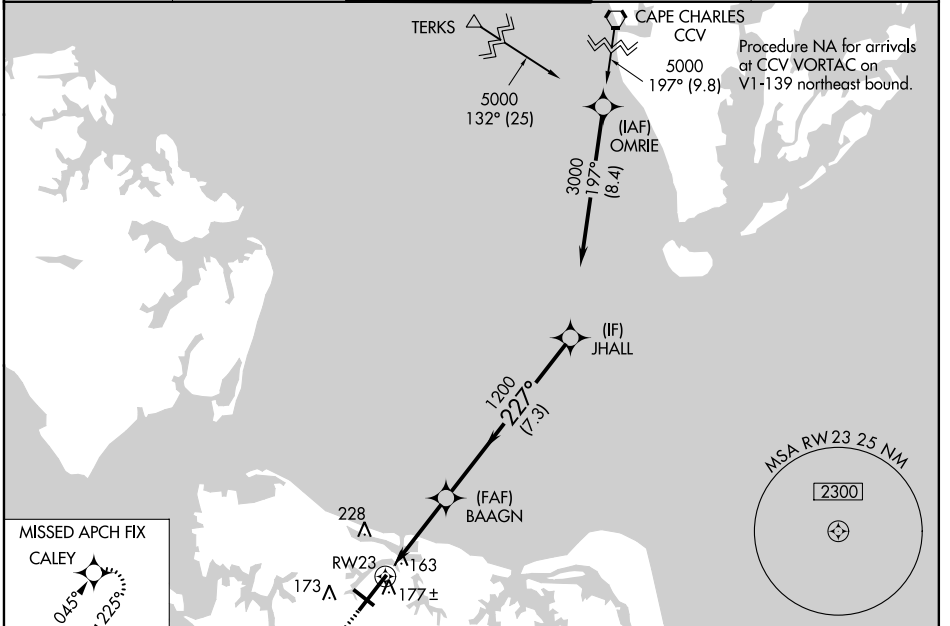 TERKS
CAPE CHARLES
CCV
Procedure NA for arrivals
at CCV VORTAC on
V1-139 northeast bound.
5000
197° (9.8)
5000
132° (25)
(IAF)
OMRIE
3000
197°
(8.4)
(IF)
JHALL
1200
227°
(7.3)
MSA RW23 25 NM
2300
(FAF)
BAAGN
228
RW23
163
173
177±
MISSED APCH FIX
CALEY
045°
225°